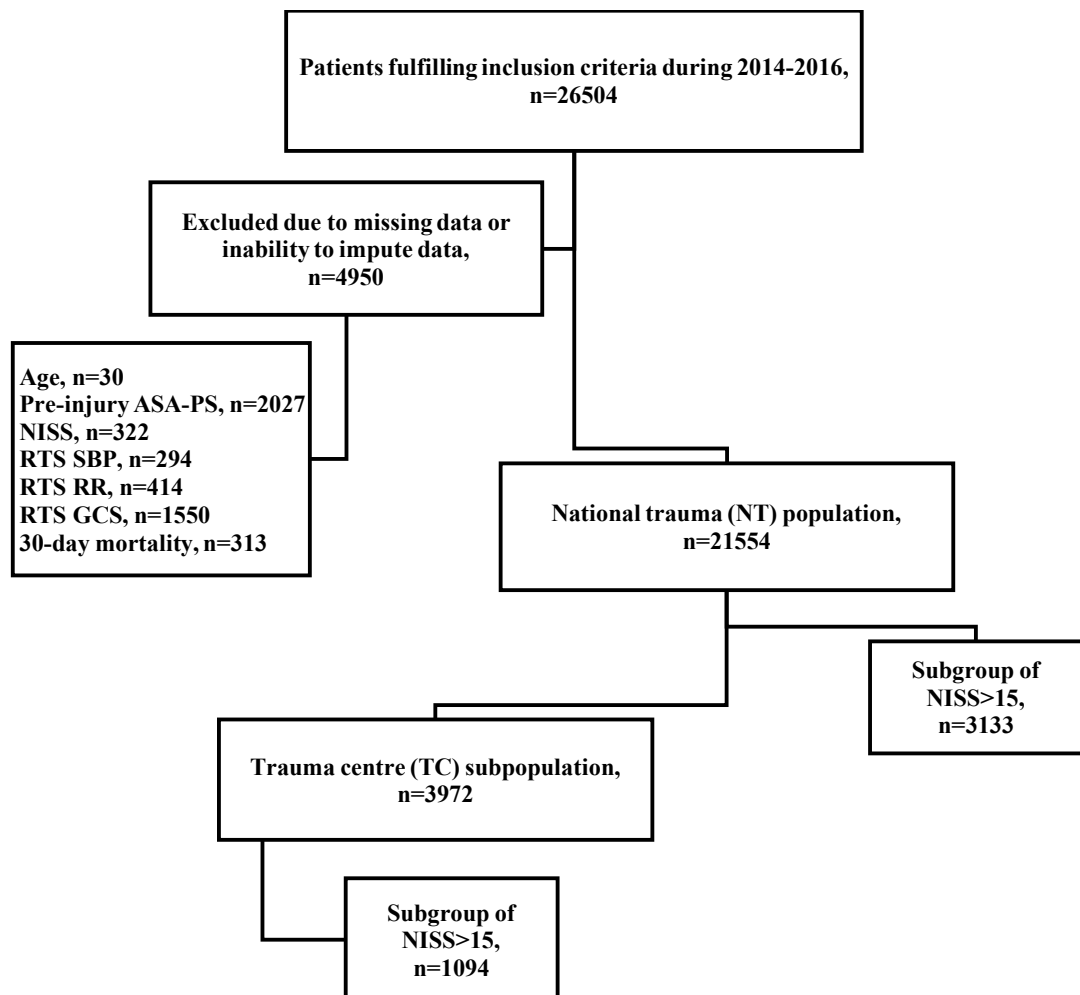 Patients fulfilling inclusion criteria during 2014-2016,
n=26504
Excluded due to missing data or
inability to impute data,
n=4950
Age, n=30
Pre-injury ASA-PS, n=2027
NISS, n=322
RTS SBP, n=294
RTS RR, n=414
RTS GCS, n=1550
30-day mortality, n=313
National trauma (NT) population,
n=21554
Subgroup of
NISS>15,
n=3133
Trauma centre (TC) subpopulation,
n=3972
Subgroup of
NISS>15,
n=1094